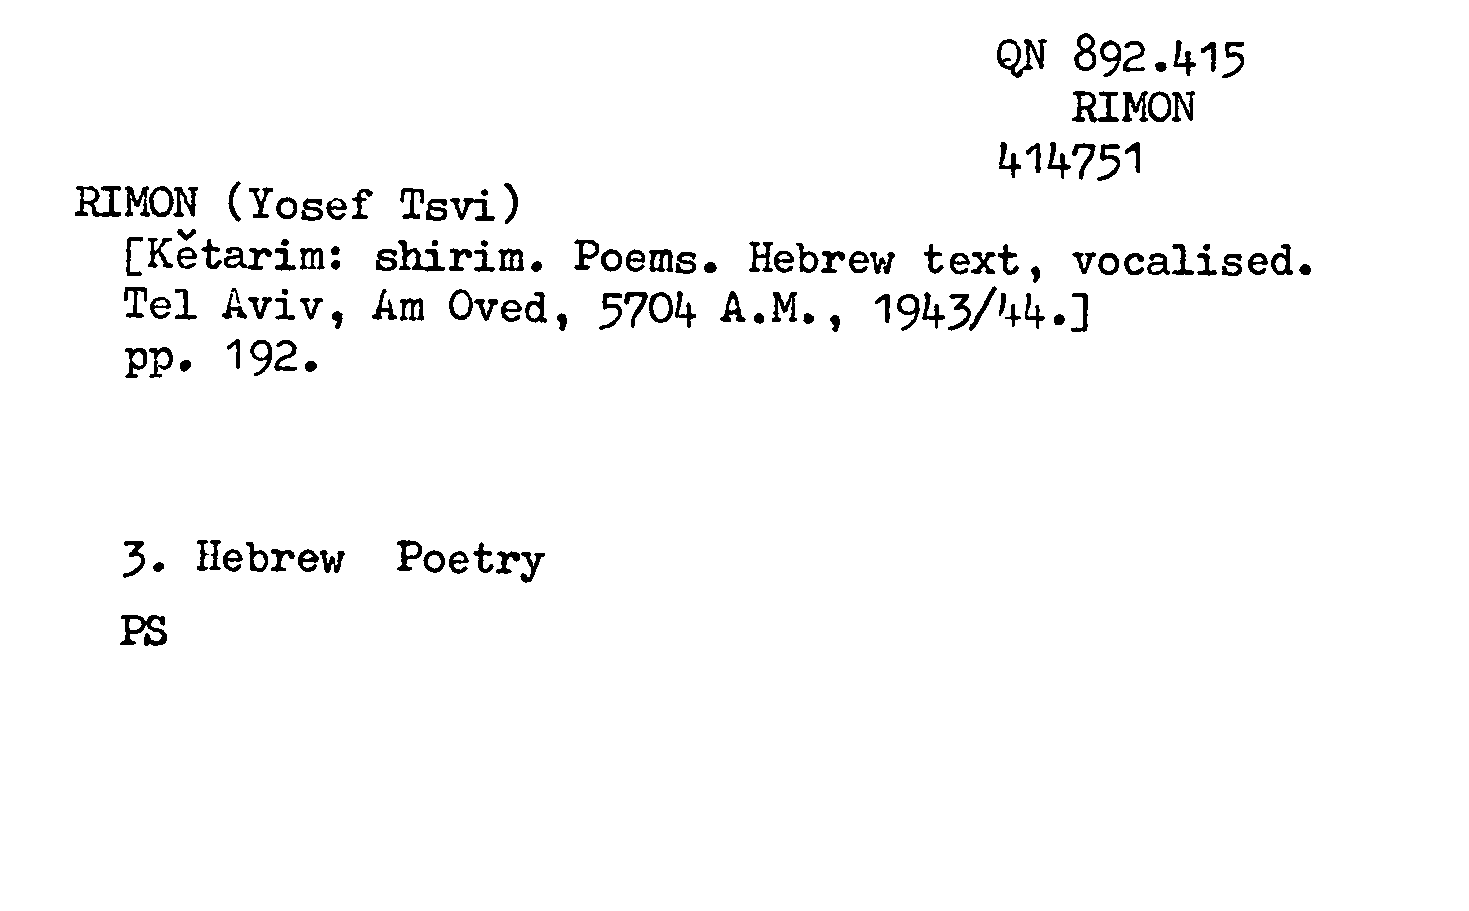 QN 892.415
RIMON
414751
RIMON (Yosef Tsvi)
[Kětarim: shirim. Poems. Hebrew text, vocalised.
Tel Aviv, Am Oved, 5704 A.M., 1943/44.]
pp. 192.
3. Hebrew Poetry
PS